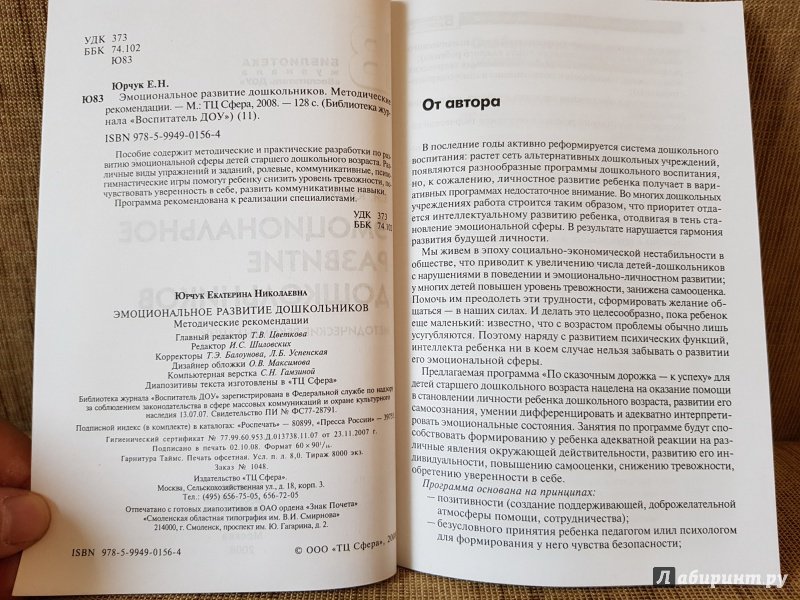 УДК 373
ББК 74.102
Ю83
Юрчук Е.Н.
Ю83 Эмоциональное развитие дошкольников. Методические
рекомендации. — М.: ТЦ Сфера, 2008. — 128 с. (Библиотека жур-
нала «Воспитатель ДОУ») (11).
ISBN 978-5-9949-0156-4
Пособие содержит методические и практические разработки по раз-
витию эмоциональной сферы детей старшего дошкольного возраста. Раз-
личные виды упражнений и заданий, ролевые, коммуникативные, психо-
гимнастические игры помогут ребенку снизить уровень тревожности, по-
чувствовать уверенность в себе, развить коммуникативные навыки.
Программа рекомендована к реализации специалистами.
УДК 373
ББК 74.102
Юрчук Екатерина Николаевна
ЭМОЦИОНАЛЬНОЕ РАЗВИТИЕ ДОШКОЛЬНИКОВ
Методические рекомендации
Главный редактор Т.В. Цветкова
Редактор И.С. Шиловских
Корректоры Т.Э. Балоунова, Л.Б. Успенская
Дизайнер обложки О.В. Максимова
Компьютерная верстка С.Н. Гамзиной
Диапозитивы текста изготовлены в «ТЦ Сфера»
Библиотека журнала «Воспитатель ДОУ» зарегистрирована в Федеральной службе по надзору
за соблюдением законодательства в сфере массовых коммуникаций и охране культурного
наследия 13.07.07. Свидетельство ПИ № ФС77-28791.
Подписной индекс (в комплекте) в каталогах: «Роспечать» — 80899, «Пресса России» —
Гигиенический сертификат № 77.99.60.953.Д.013738.11.07 от 23.11.2007 г.
Подписано в печать 02.10.08. Формат 60 × 90¹/₁₆.
Гарнитура Таймс. Печать офсетная. Усл. п. л. 8,0. Тираж 8000 экз.
Заказ № 1048.
Издательство «ТЦ Сфера».
Москва, Сельскохозяйственная ул., д. 18, корп. 3.
Тел.: (495) 656-75-05, 656-72-05
Отпечатано с готовых диапозитивов в ОАО ордена «Знак Почета»
«Смоленская областная типография им. В.И. Смирнова»
214000, г. Смоленск, проспект им. Ю. Гагарина, д. 2.
ISBN 978-5-9949-0156-4
© ООО «ТЦ Сфера»,
От автора
В последние годы активно реформируется система дошкольного
воспитания: растет сеть альтернативных дошкольных учреждений,
появляются разнообразные программы дошкольного воспитания,
но, к сожалению, личностное развитие ребенка получает в вари-
ативных программах недостаточное внимание. Во многих дошкольных
учреждениях работа строится таким образом, что приоритет отдает-
ся интеллектуальному развитию ребенка, отодвигая в тень
становление эмоциональной сферы. В результате нарушается гармония
развития будущей личности.
Мы живем в эпоху социально-экономической нестабильности в
обществе, что приводит к увеличению числа детей-дошкольников
с нарушениями в поведении и эмоционально-личностном развитии;
у многих детей повышен уровень тревожности, занижена самооценка.
Помочь им преодолеть эти трудности, сформировать желание об-
щаться — в наших силах. И делать это целесообразно, пока ребенок
еще маленький: известно, что с возрастом проблемы обычно лишь
усугубляются. Поэтому наряду с развитием психических функций,
интеллекта ребенка ни в коем случае нельзя забывать о развитии
его эмоциональной сферы.
Предлагаемая программа «По сказочным дорожка — к успеху» для
детей старшего дошкольного возраста нацелена на оказание помощи
в становлении личности ребенка дошкольного возраста, развитии его
самосознания, умении дифференцировать и адекватно интерпрети-
ровать эмоциональные состояния. Занятия по программе будут спо-
собствовать формированию у ребенка адекватной реакции на раз-
личные явления окружающей действительности, развитию его ин-
дивидуальности, повышению самооценки, снижению тревожности,
обретению уверенности в себе.
Программа основана на принципах:
— позитивности (создание поддерживающей, доброжелательной
атмосферы помощи, сотрудничества);
— безусловного принятия ребенка педагогом илил психологом
для формирования у него чувства безопасности;
Лабиринт.ру